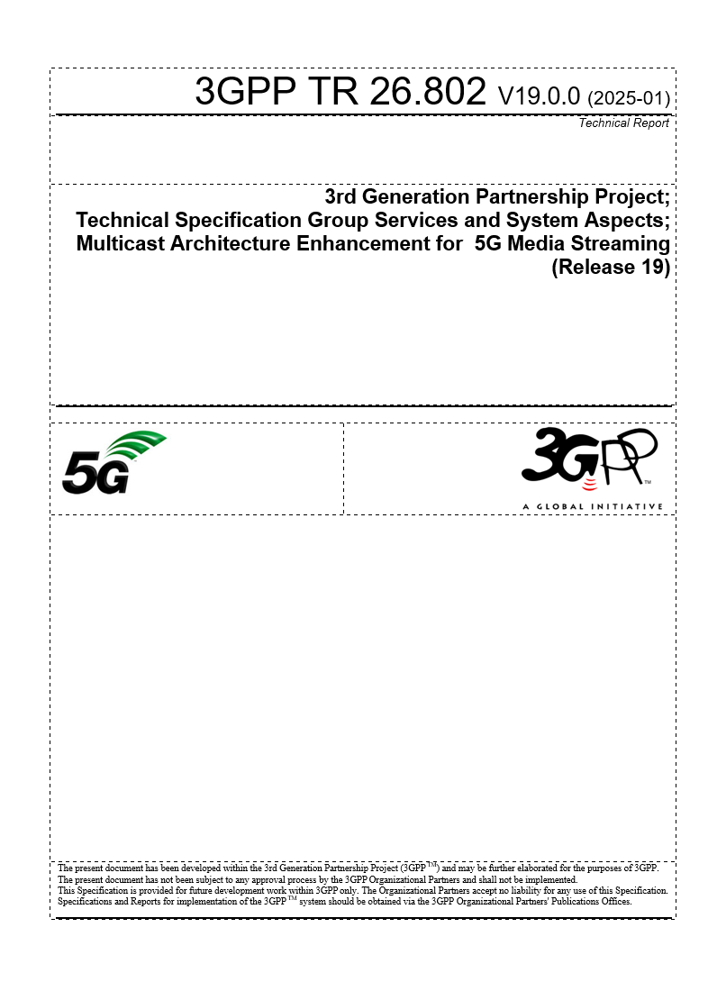 3GPP TR 26.802 V19.0.0 (2025-01)
Technical Report
3rd Generation Partnership Project;
Technical Specification Group Services and System Aspects;
Multicast Architecture Enhancement for  5G Media Streaming
(Release 19)
5G
3GPP ™
A GLOBAL INITIATIVE
The present document has been developed within the 3rd Generation Partnership Project (3GPP TM) and may be further elaborated for the purposes of 3GPP.
The present document has not been subject to any approval process by the 3GPP Organizational Partners and shall not be implemented.
This Specification is provided for future development work within 3GPP only. The Organizational Partners accept no liability for any use of this Specification.
Specifications and Reports for implementation of the 3GPP TM system should be obtained via the 3GPP Organizational Partners' Publications Offices.